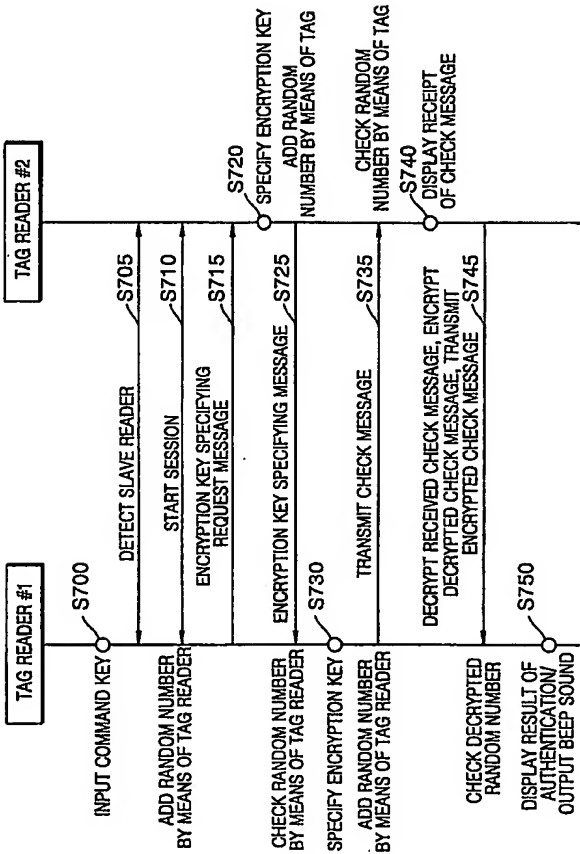 TAG READER #1
TAG READER #2
INPUT COMMAND KEY
S700
DETECT SLAVE READER
S705
ADD RANDOM NUMBER
BY MEANS OF TAG READER
START SESSION
S710
ENCRYPTION KEY SPECIFYING
REQUEST MESSAGE
S715
S720
SPECIFY ENCRYPTION KEY
ADD RANDOM
NUMBER BY MEANS OF TAG
CHECK RANDOM NUMBER
BY MEANS OF TAG READER
ENCRYPTION KEY SPECIFYING MESSAGE
S725
SPECIFY ENCRYPTION KEY
S730
ADD RANDOM NUMBER
BY MEANS OF TAG READER
TRANSMIT CHECK MESSAGE
S735
CHECK RANDOM
NUMBER BY MEANS OF TAG
S740
DISPLAY RECEIPT
OF CHECK MESSAGE
CHECK DECRYPTED
RANDOM NUMBER
DECRYPT RECEIVED CHECK MESSAGE, ENCRYPT
DECRYPTED CHECK MESSAGE, TRANSMIT
ENCRYPTED CHECK MESSAGE
S745
DISPLAY RESULT OF
AUTHENTICATION/
OUTPUT BEEP SOUND
S750